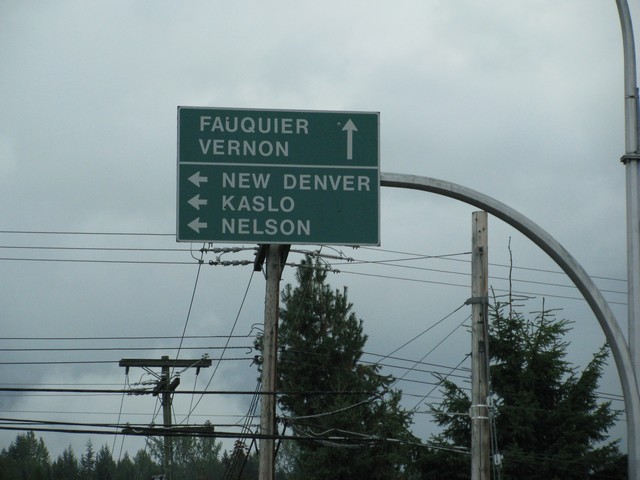 FAUQUIER
VERNON
NEW DENVER
KASLO
NELSON